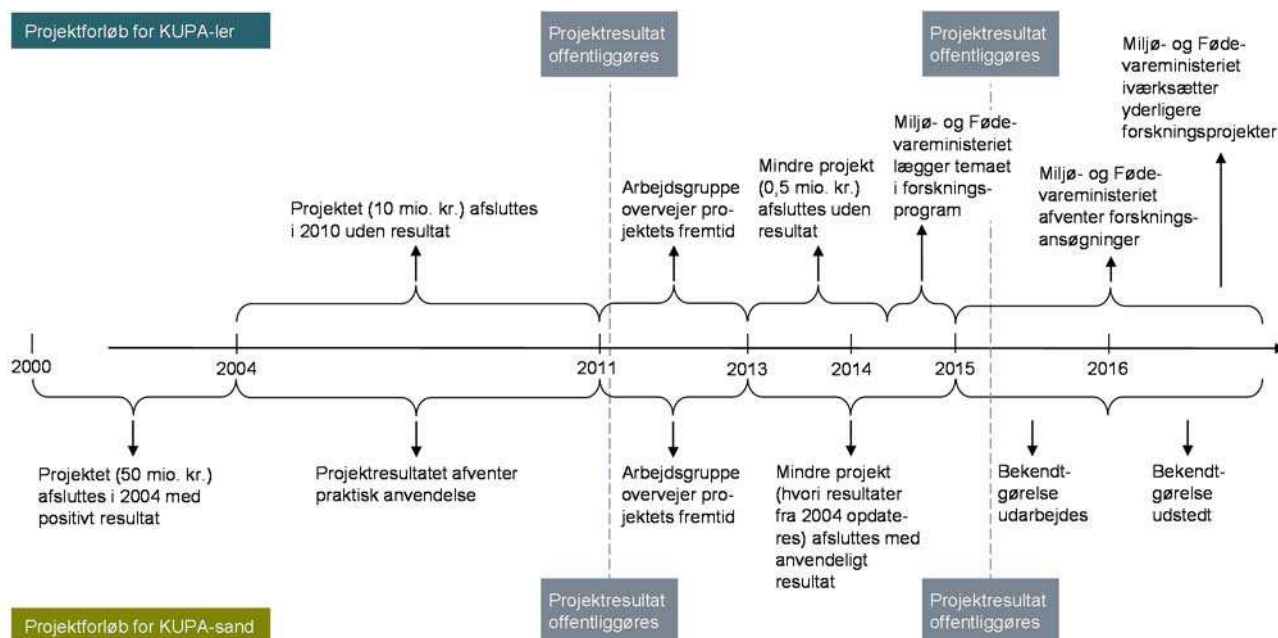 Projektforløb for KUPA-ler
Projektresultat
offentliggøres
Projektresultat
offentliggøres
Miljø- og Føde-
vareministeriet
iværksætter
yderligere
forskningsprojekter
Projektet (10 mio. kr.) afsluttes
i 2010 uden resultat
Arbejdsgruppe
overvejer pro-
jektets fremtid
Mindre projekt
(0,5 mio. kr.)
afsluttes uden
resultat
Miljø- og Føde-
vareministeriet
lægger temaet
i forsknings-
program
Miljø- og Føde-
vareministeriet
afventer forsknings-
ansøgninger
2000
2004
2011
2013
2014
2015
2016
Projektet (50 mio. kr.)
afsluttes i 2004 med
positivt resultat
Projektresultatet afventer
praktisk anvendelse
Arbejdsgruppe
overvejer pro-
jektets fremtid
Mindre projekt
(hvori resultater
fra 2004 opdate-
res) afsluttes med
anvendeligt
resultat
Bekendt-
gørelse
udarbejdes
Bekendt-
gørelse
udstedt
Projektresultat
offentliggøres
Projektresultat
offentliggøres
Projektforløb for KUPA-sand